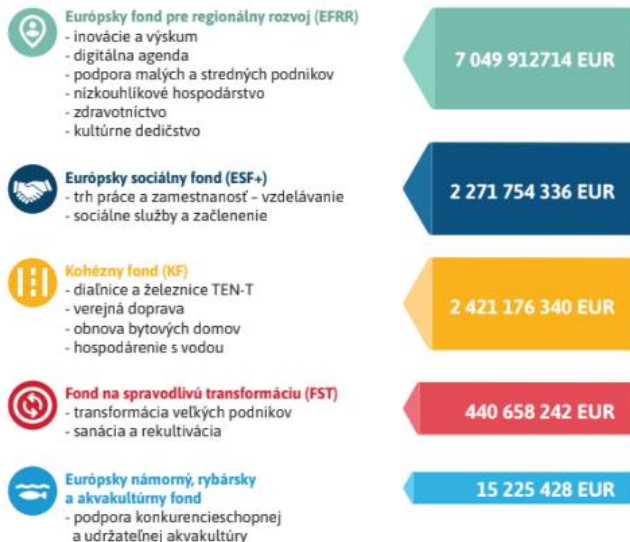 Európsky fond pre regionálny rozvoj (EFRR)
- inovácie a výskum
- digitálna agenda
- podpora malých a stredných podnikov
- nízkouhlíkové hospodárstvo
- zdravotníctvo
- kultúrne dedičstvo
7 049 912714 EUR
Európsky sociálny fond (ESF+)
- trh práce a zamestnanosť – vzdelávanie
- sociálne služby a začlenenie
2 271 754 336 EUR
Kohézny fond (KF)
- diaľnice a železnice TEN-T
- verejná doprava
- obnova bytových domov
- hospodárenie s vodou
2 421 176 340 EUR
Fond na spravodlivú transformáciu (FST)
- transformácia veľkých podnikov
- sanácia a rekultivácia
440 658 242 EUR
Európsky námorný, rybársky
a akvakultúrny fond
- podpora konkurencieschopnej
a udržateľnej akvakultúry
15 225 428 EUR